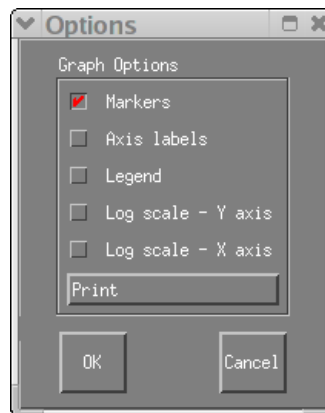 Options
Graph Options
Markers
Axis labels
Legend
Log scale - Y axis
Log scale - X axis
Print
OK
Cancel